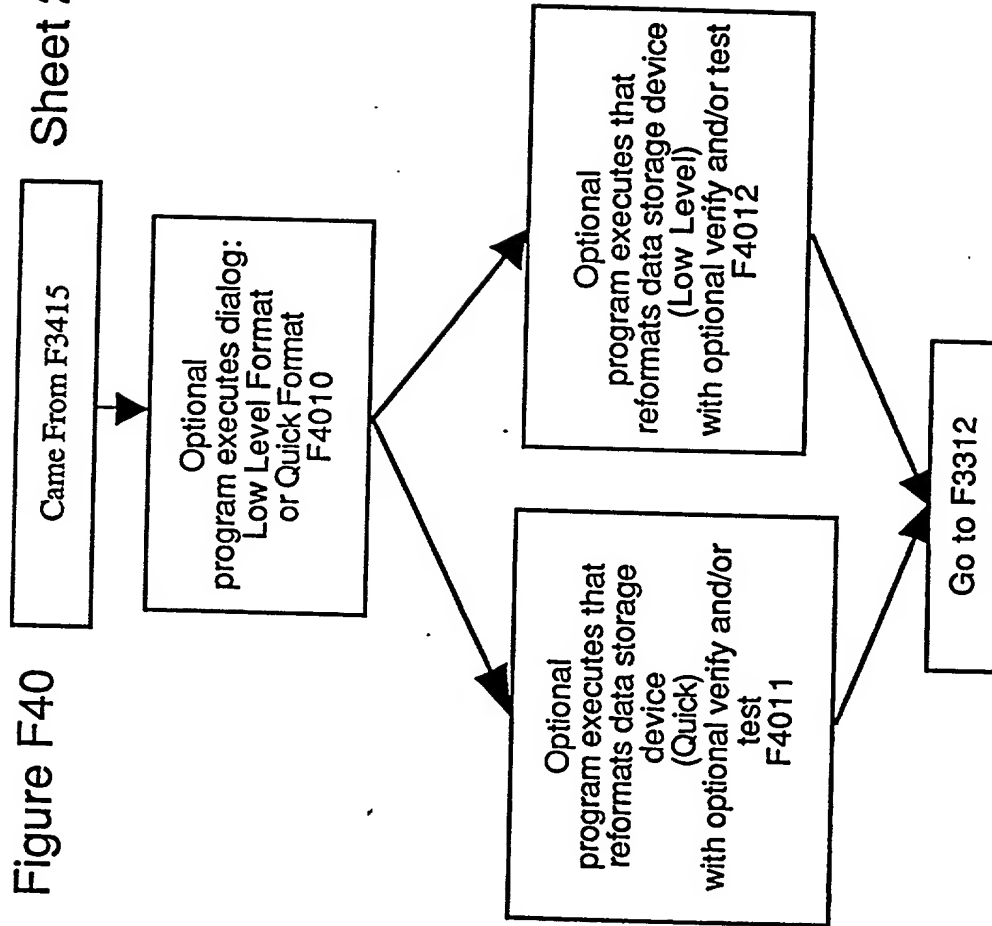 Figure F40
Sheet
Came From F3415
Optional
program executes dialog:
Low Level Format
or Quick Format
F4010
Optional
program executes that
reformats data storage
device
(Quick)
with optional verify and/or
test
F4011
Optional
program executes that
reformats data storage device
(Low Level)
with optional verify and/or test
F4012
Go to F3312